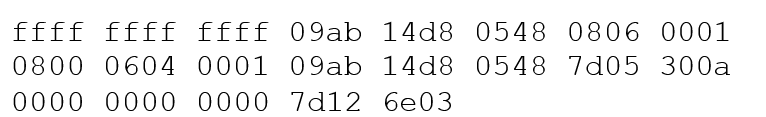 ffff ffff ffff 09ab 14d8 0548 0806 0001
0800 0604 0001 09ab 14d8 0548 7d05 300a
0000 0000 0000 7d12 6e03